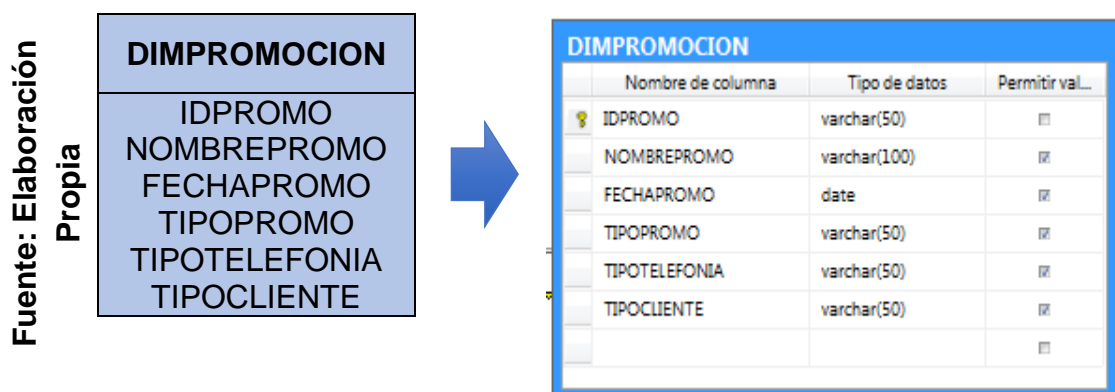 Fuente: Elaboración
Propia
DIMPROMOCION
IDPROMO
NOMBREPROMO
FECHAPROMO
TIPOPROMO
TIPOTELEFONIA
TIPOCLIENTE
DIMPROMOCION
Nombre de columna Tipo de datos Permitir val...
IDPROMO varchar(50)
NOMBREPROMO varchar(100)
FECHAPROMO date
TIPOPROMO varchar(50)
TIPOTELEFONIA varchar(50)
TIPOCLIENTE varchar(50)